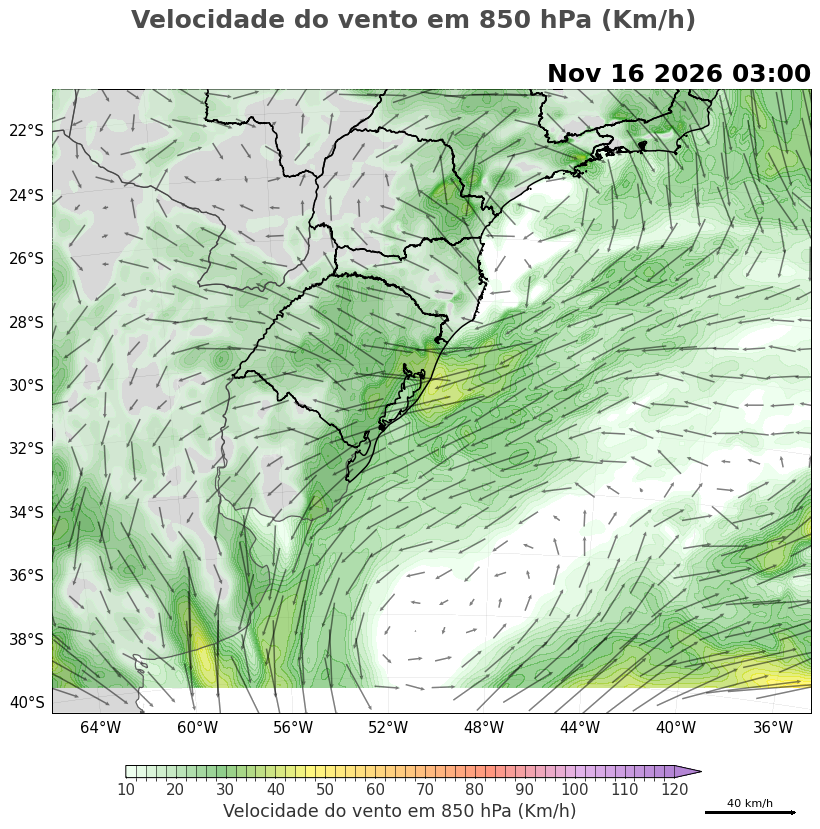 Velocidade do vento em 850 hPa (Km/h)
Nov 16 2026 03:00
22°S
24°S
26°S
28°S
30°S
32°S
34°S
36°S
38°S
40°S
64°W 60°W 56°W 52°W 48°W 44°W 40°W 36°W
10 20 30 40 50 60 70 80 90 100 110 120
Velocidade do vento em 850 hPa (Km/h)
40 km/h